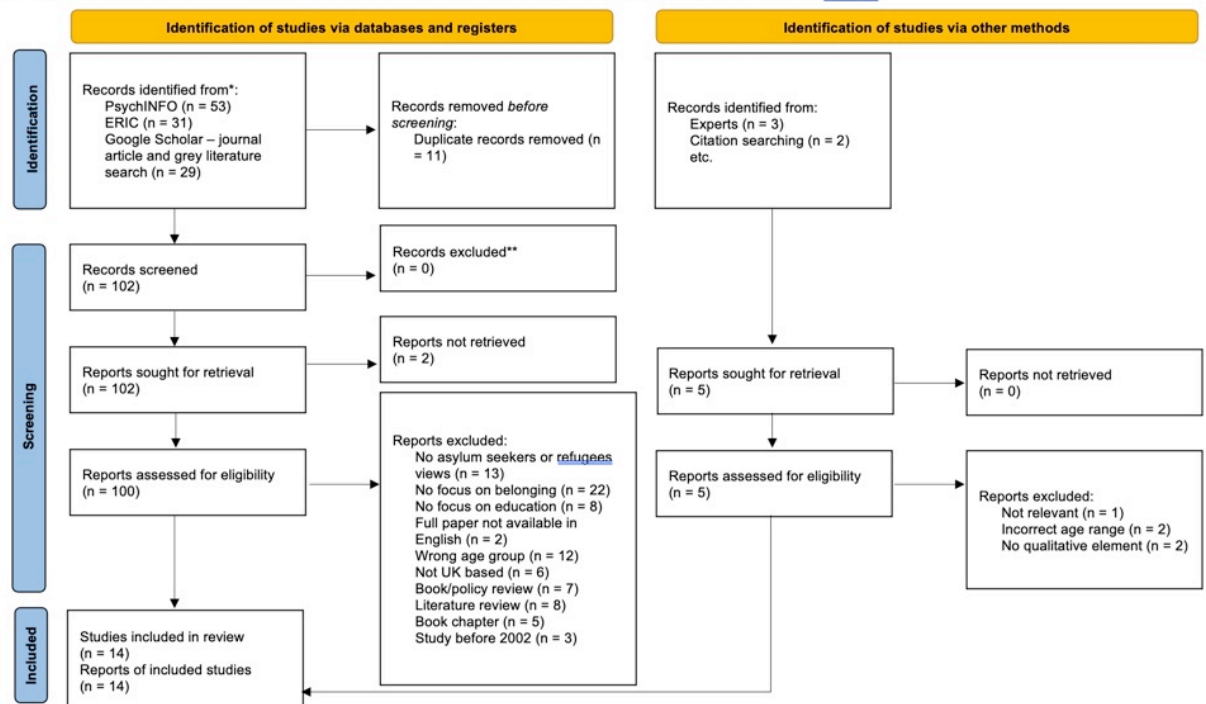 Identification of studies via databases and registers
Identification of studies via other methods
Identification
Records identified from*:
PsychINFO (n = 53)
ERIC (n = 31)
Google Scholar – journal
article and grey literature
search (n = 29)
Records removed before
screening:
Duplicate records removed (n
= 11)
Records identified from:
Experts (n = 3)
Citation searching (n = 2)
etc.
Screening
Records screened
(n = 102)
Records excluded**
(n = 0)
Reports sought for retrieval
(n = 102)
Reports not retrieved
(n = 2)
Reports sought for retrieval
(n = 5)
Reports not retrieved
(n = 0)
Reports assessed for eligibility
(n = 100)
Reports excluded:
No asylum seekers or refugees
views (n = 13)
No focus on belonging (n = 22)
No focus on education (n = 8)
Full paper not available in
English (n = 2)
Wrong age group (n = 12)
Not UK based (n = 6)
Book/policy review (n = 7)
Literature review (n = 8)
Book chapter (n = 5)
Study before 2002 (n = 3)
Reports assessed for eligibility
(n = 5)
Reports excluded:
Not relevant (n = 1)
Incorrect age range (n = 2)
No qualitative element (n = 2)
Included
Studies included in review
(n = 14)
Reports of included studies
(n = 14)